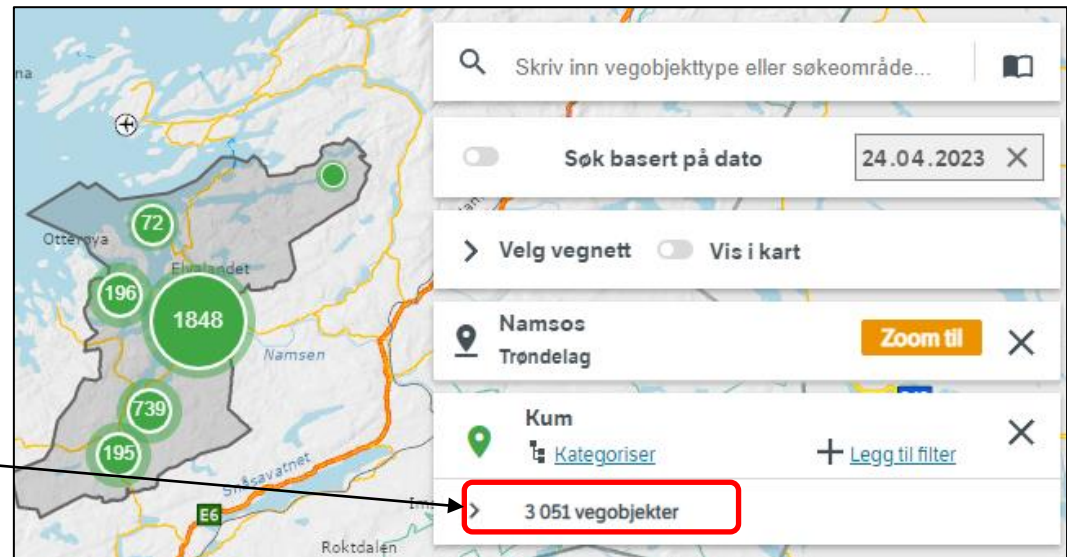 Skriv inn vegobjekttype eller søkeområde...
Søk basert på dato
24.04.2023
Velg vegnett
Vis i kart
Namsos
Trøndelag
Zoom til
Kum
Kategoriser
Legg til filter
3 051 vegobjekter
na
72
Otterøya
Elvalandet
196
1848
Namsen
739
195
Snåsavatnet
E6
Roktdalen